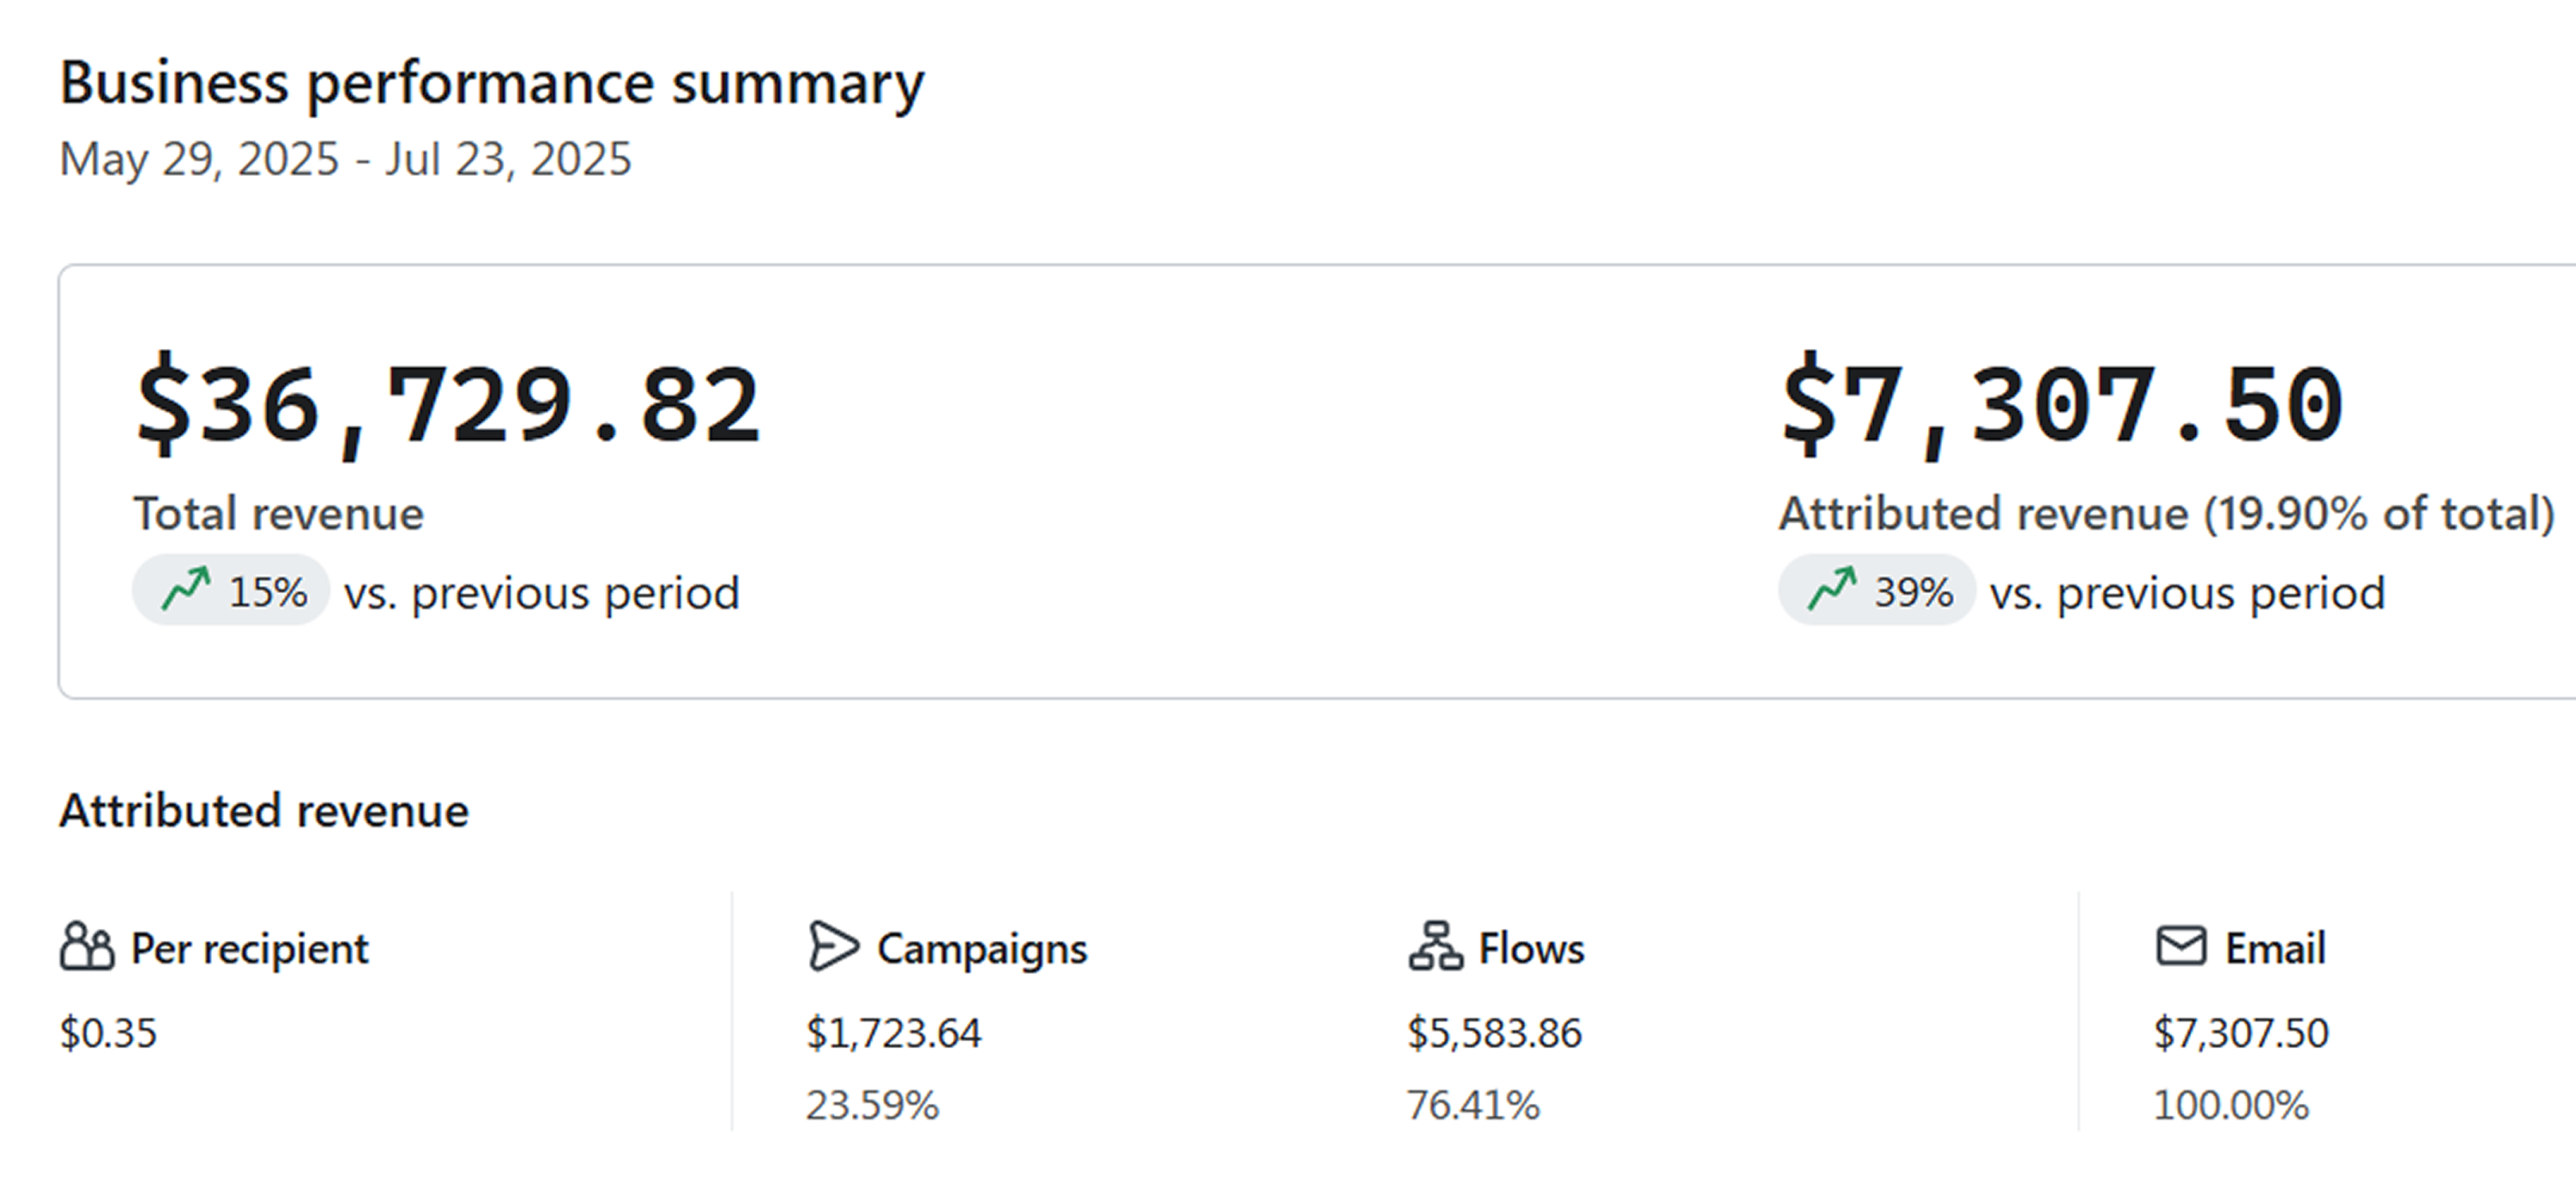 Business performance summary
May 29, 2025 - Jul 23, 2025
$36,729.82
Total revenue
15% vs. previous period
$7,307.50
Attributed revenue (19.90% of total)
39% vs. previous period
Attributed revenue
Per recipient
$0.35
Campaigns
$1,723.64
23.59%
Flows
$5,583.86
76.41%
Email
$7,307.50
100.00%